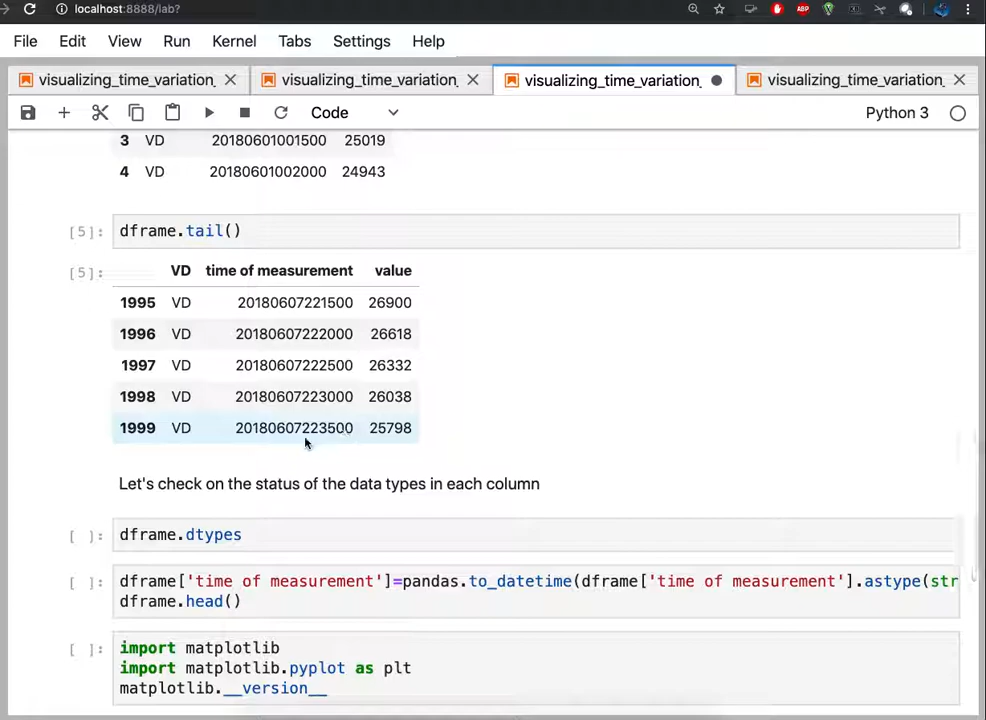 localhost:8888/lab?
File Edit View Run Kernel Tabs Settings Help
visualizing_time_variation_ visualizing_time_variation_ visualizing_time_variation_ visualizing_time_variation_
Code Python 3
3 VD 20180601001500 25019
4 VD 20180601002000 24943
[5]: dframe.tail()
[5]: VD time of measurement value
1995 VD 20180607221500 26900
1996 VD 20180607222000 26618
1997 VD 20180607222500 26332
1998 VD 20180607223000 26038
1999 VD 20180607223500 25798
Let's check on the status of the data types in each column
[ ]: dframe.dtypes
[ ]: dframe['time of measurement']=pandas.to_datetime(dframe['time of measurement'].astype(str
dframe.head()
[ ]: import matplotlib
import matplotlib.pyplot as plt
matplotlib.__version__